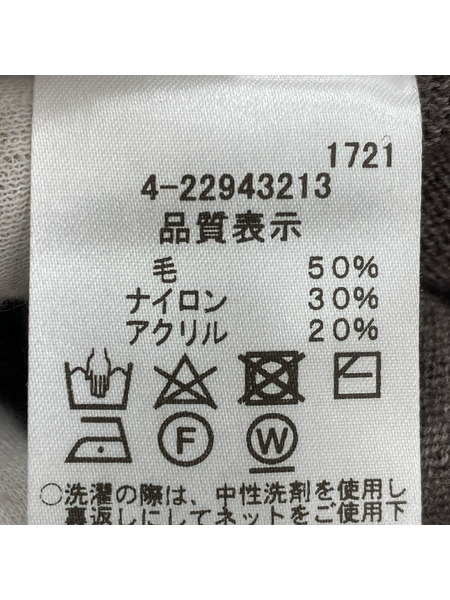 1721
4-22943213
品質表示
毛 50%
ナイロン 30%
アクリル 20%
F
W
○洗濯の際は、中性洗剤を使用し
裏返しにしてネットをご使用下